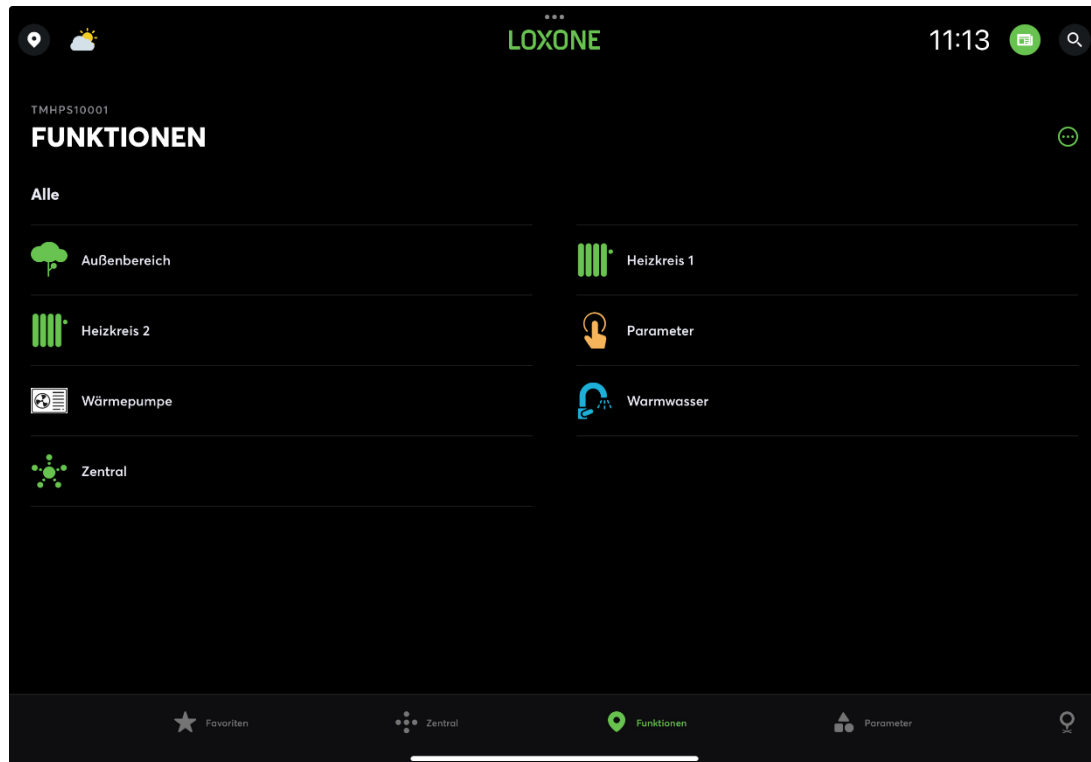 LOXONE
11:13
TMHPS10001
FUNKTIONEN
Alle
Außenbereich
Heizkreis 1
Heizkreis 2
Parameter
Wärmepumpe
Warmwasser
Zentral
Favoriten
Zentral
Funktionen
Parameter